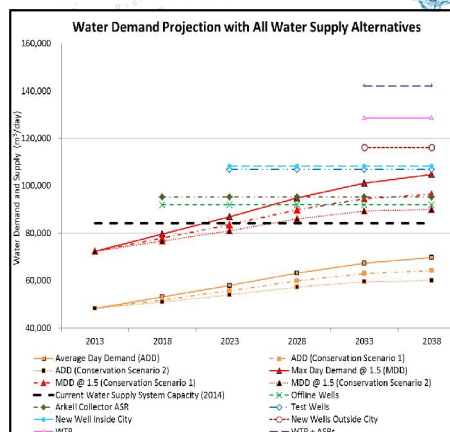 Water Demand Projection with All Water Supply Alternatives
160,000
140,000
120,000
100,000
80,000
60,000
40,000
Water Demand and Supply (m³/day)
2013 2018 2023 2028 2033 2038
Average Day Demand (ADD) ADD (Conservation Scenario 1)
ADD (Conservation Scenario 2) Max Day Demand @ 1.5 (MDD)
MDD @ 1.5 (Conservation Scenario 1) MDD @ 1.5 (Conservation Scenario 2)
Current Water Supply System Capacity (2014) Offline Wells
Arkell Collector ASR Test Wells
New Well Inside City New Wells Outside City
WTP WTP + ASRs